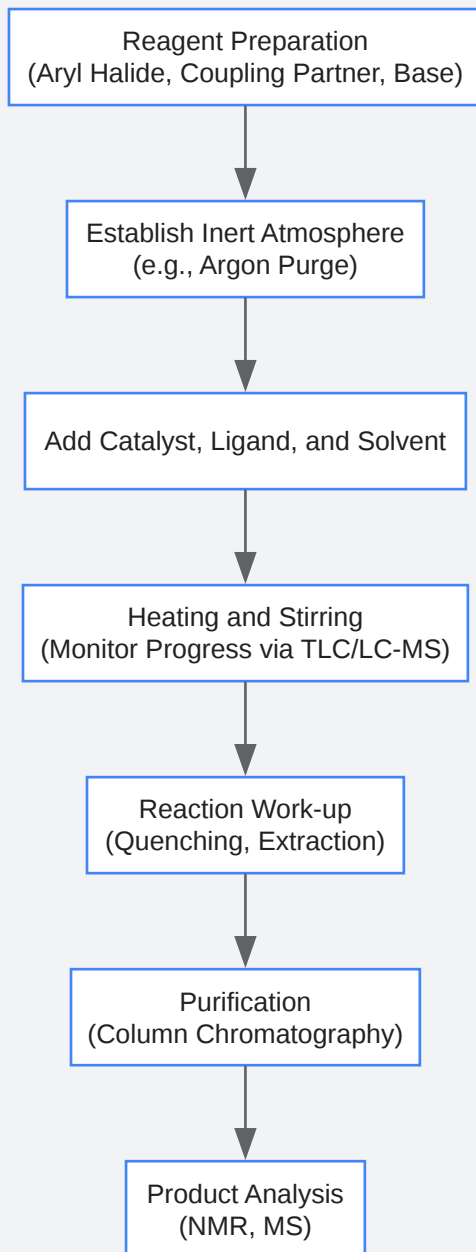 Reagent Preparation
(Aryl Halide, Coupling Partner, Base)
Establish Inert Atmosphere
(e.g., Argon Purge)
Add Catalyst, Ligand, and Solvent
Heating and Stirring
(Monitor Progress via TLC/LC-MS)
Reaction Work-up
(Quenching, Extraction)
Purification
(Column Chromatography)
Product Analysis
(NMR, MS)